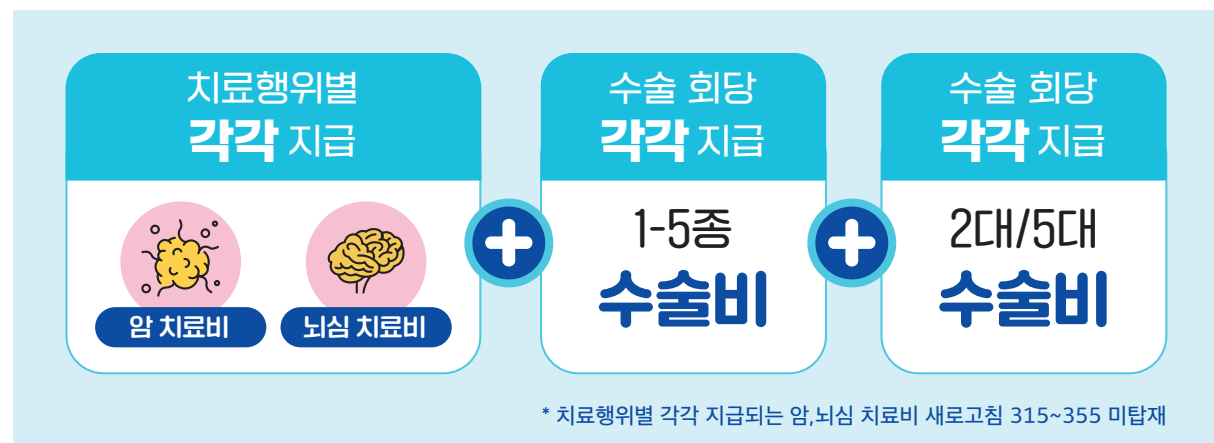 치료행위별
각각 지급
암 치료비
뇌심 치료비
수술 회당
각각 지급
1-5종
수술비
수술 회당
각각 지급
2대/5대
수술비
* 치료행위별 각각 지급되는 암,뇌심 치료비 새로고침 315~355 미탑재